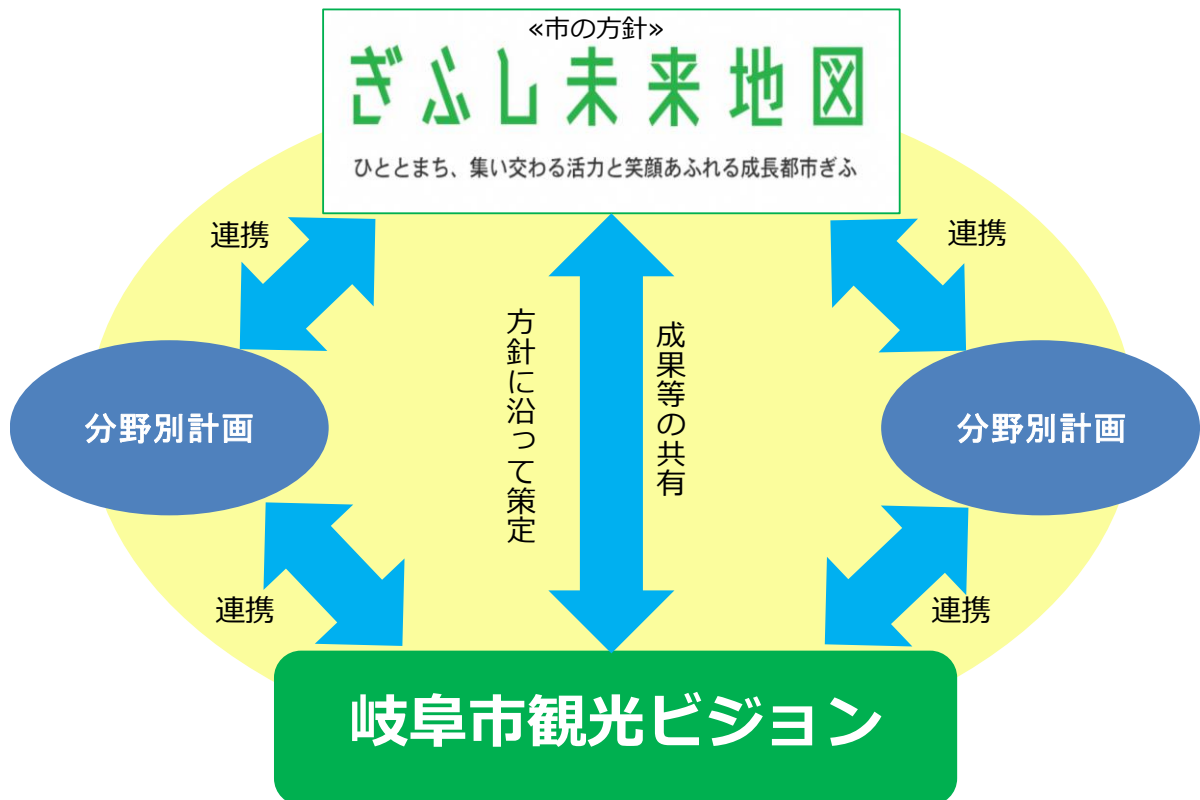 ≪市の方針≫
ぎふし未来地図
ひととまち、集い交わる活力と笑顔あふれる成長都市ぎふ
連携
連携
方針に沿って策定
成果等の共有
分野別計画
分野別計画
連携
連携
岐阜市観光ビジョン